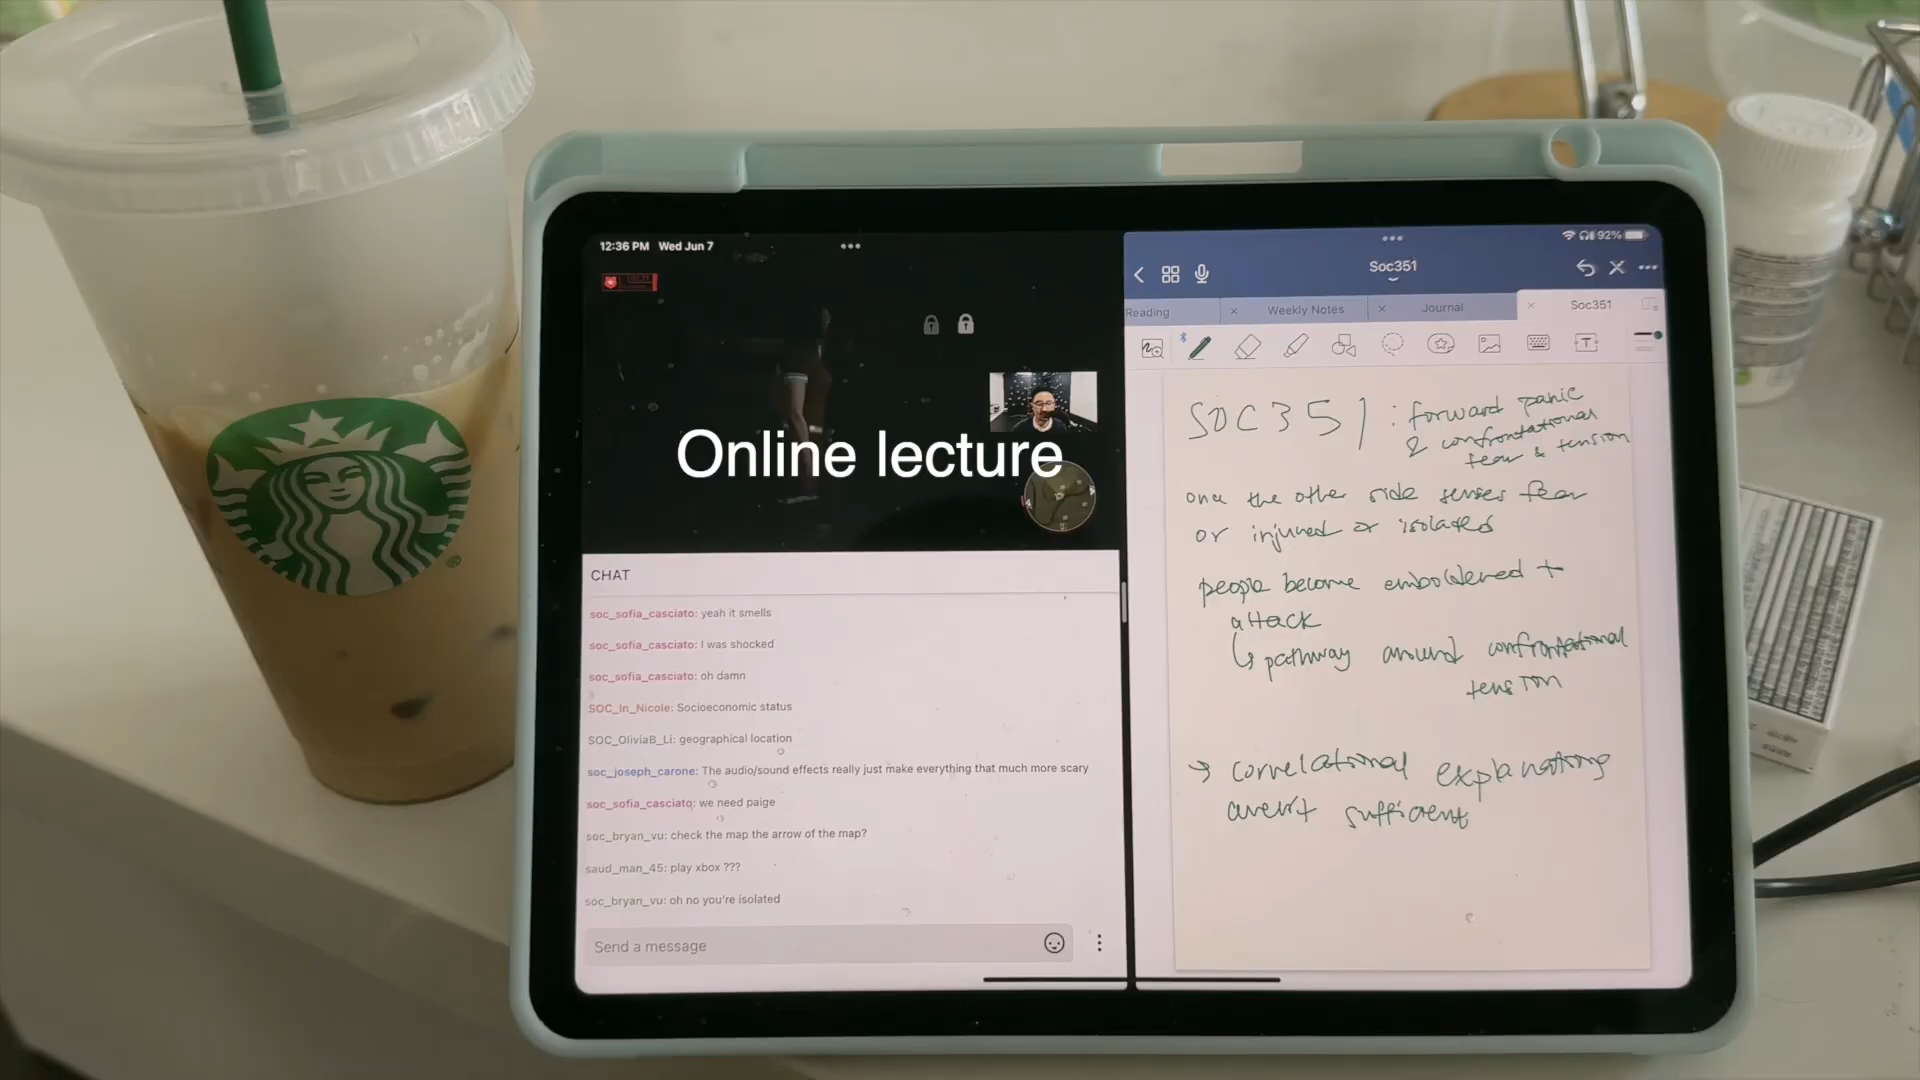 12:36 PM Wed Jun 7
Online lecture
CHAT
soc_sofia_casciato: yeah it smells
soc_sofia_casciato: I was shocked
soc_sofia_casciato: oh damn
SOC_In_Nicole: Socioeconomic status
SOC_OliviaB_Li: geographical location
soc_joseph_carone: The audio/sound effects really just make everything that much more scary
soc_sofia_casciato: we need paige
soc_bryan_vu: check the map the arrow of the map?
saud_man_45: play xbox ???
soc_bryan_vu: oh no you're isolated
Send a message
92%
Soc351
Reading
Weekly Notes
Journal
Soc351
SOC351: forward panic
& confrontational
fear & tension
once the other side senses fear
or injured or isolated
people become emboldened +
attack
↳ pathway around confrontational
tension
→ correlational explanations
aren't sufficient